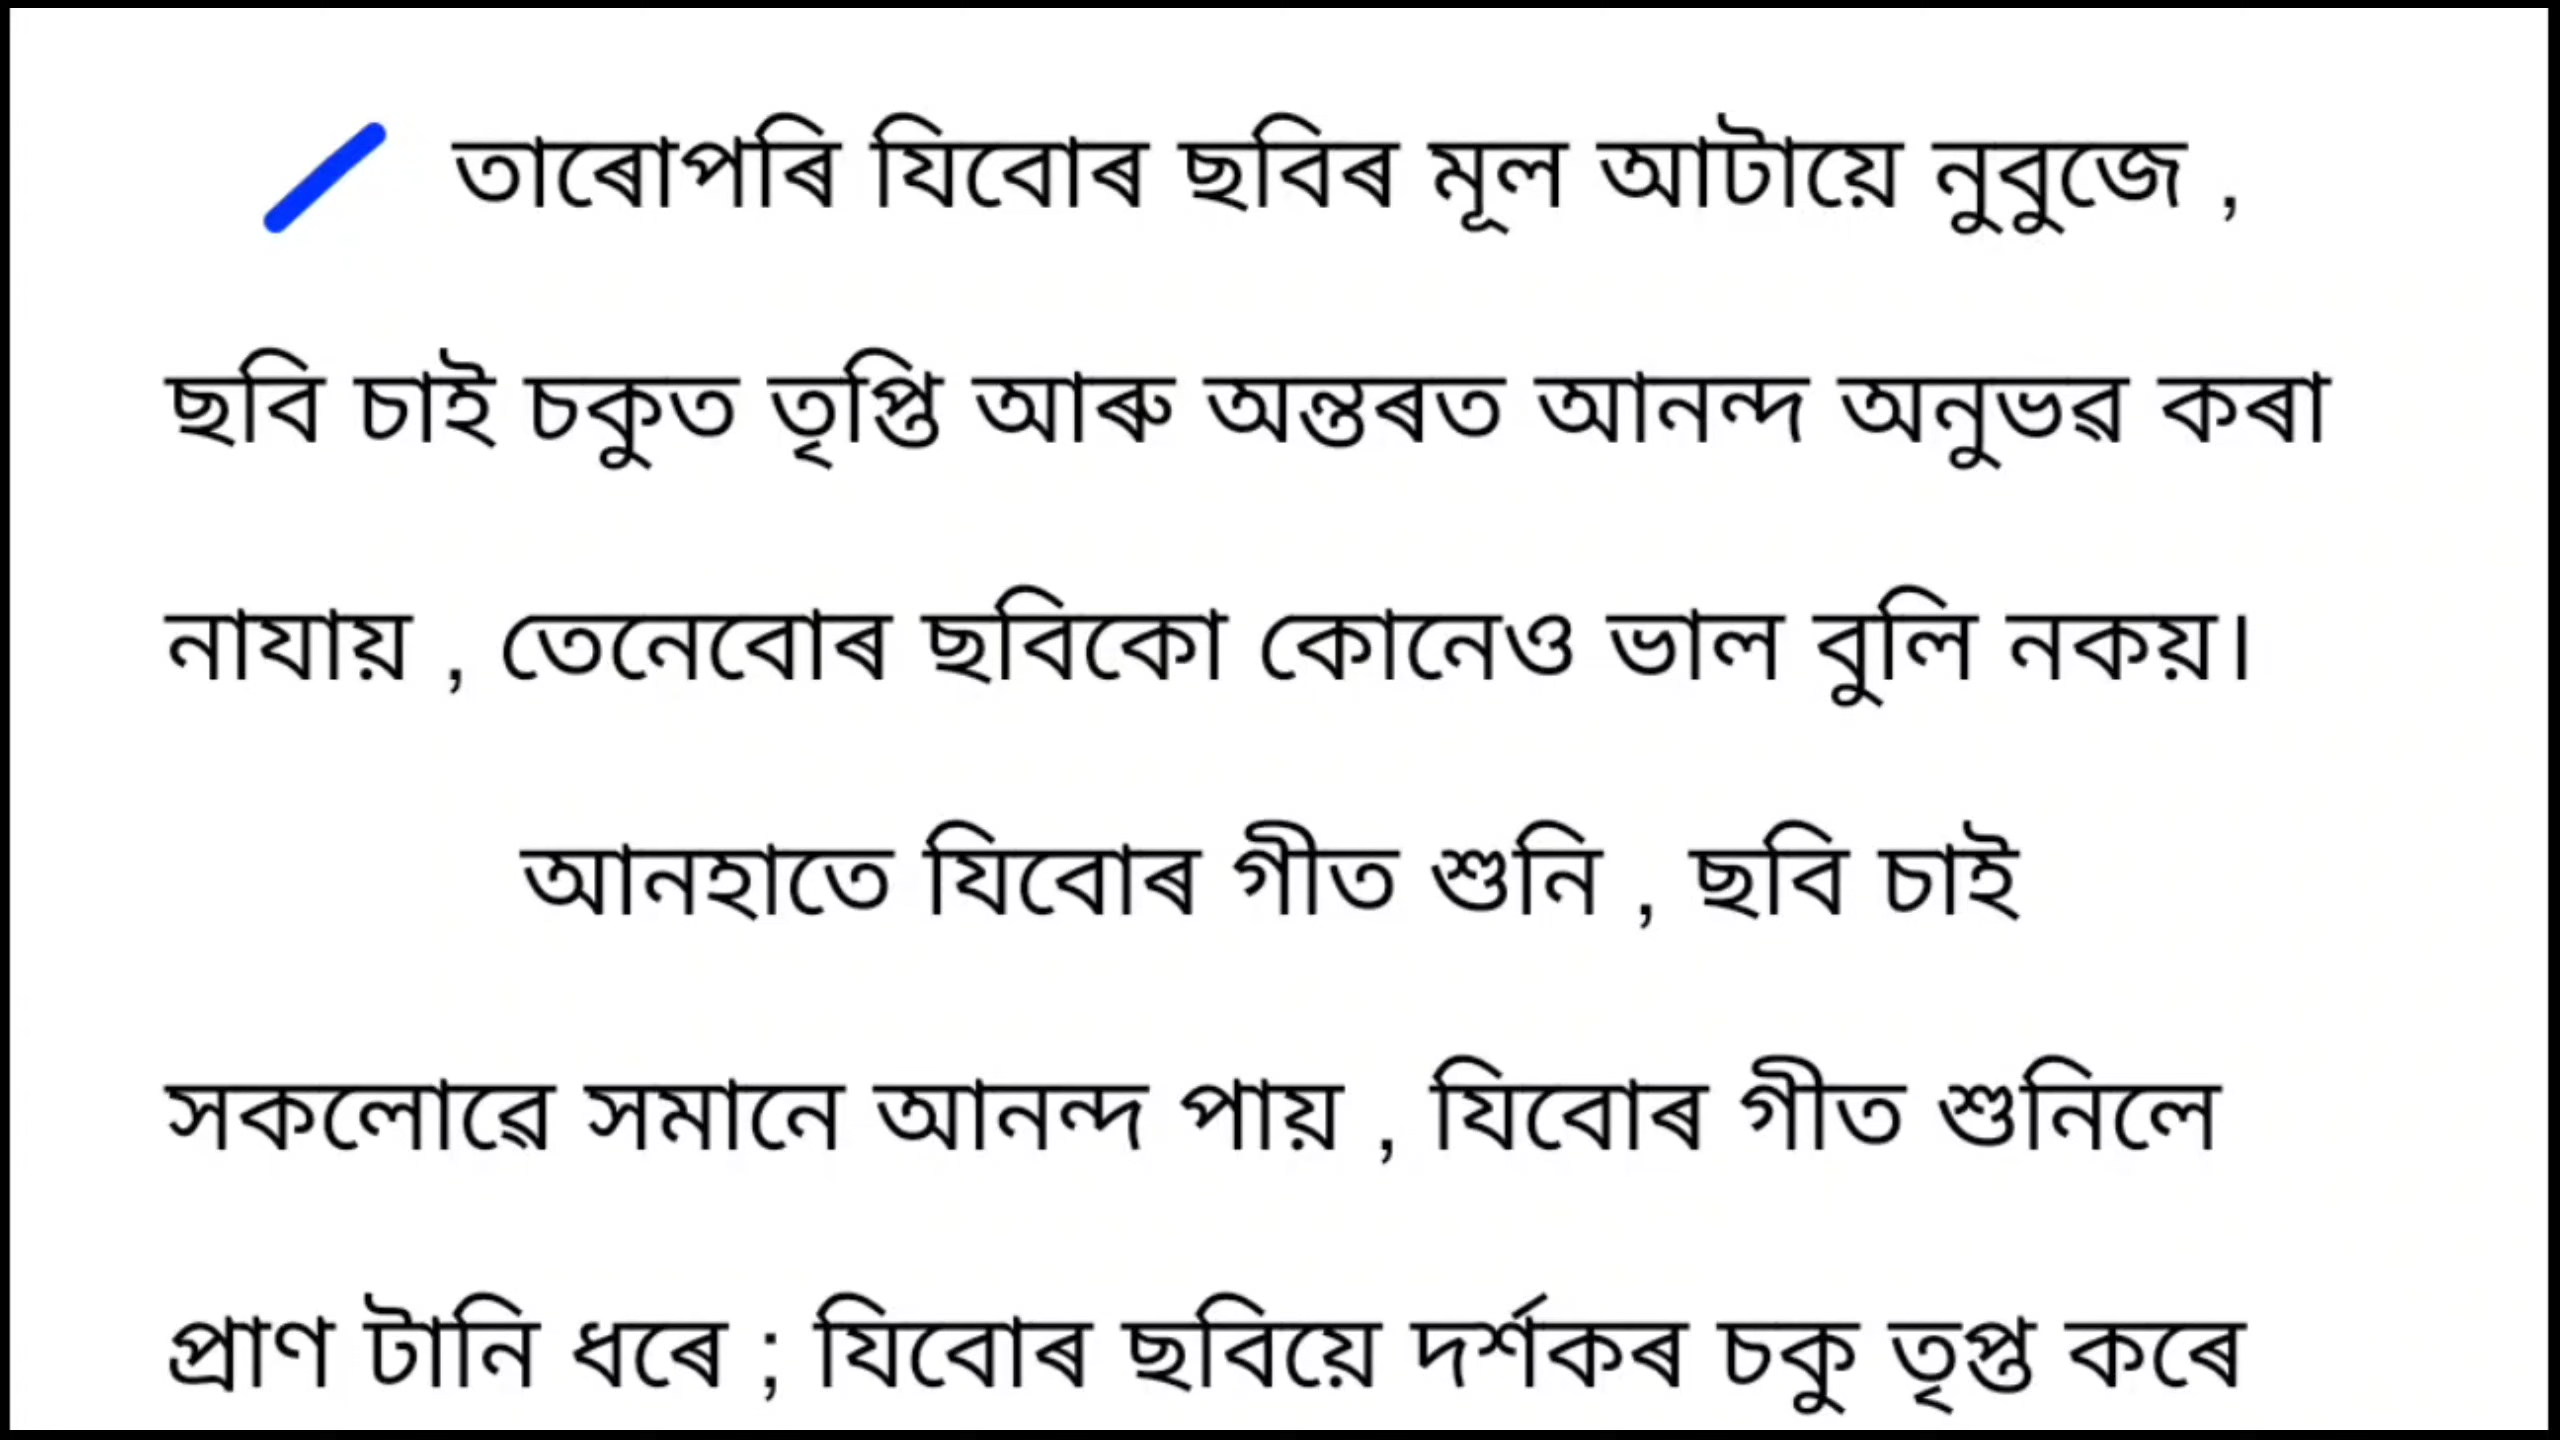 তাৰোপৰি যিবোৰ ছবিৰ মূল আটায়ে নুবুজে ,
ছবি চাই চকুত তৃপ্তি আৰু অন্তৰত আনন্দ অনুভৱ কৰা
নাযায় , তেনেবোৰ ছবিকো কোনেও ভাল বুলি নকয়।
আনহাতে যিবোৰ গীত শুনি , ছবি চাই
সকলোৱে সমানে আনন্দ পায় , যিবোৰ গীত শুনিলে
প্ৰাণ টানি ধৰে ; যিবোৰ ছবিয়ে দৰ্শকৰ চকু তৃপ্ত কৰে